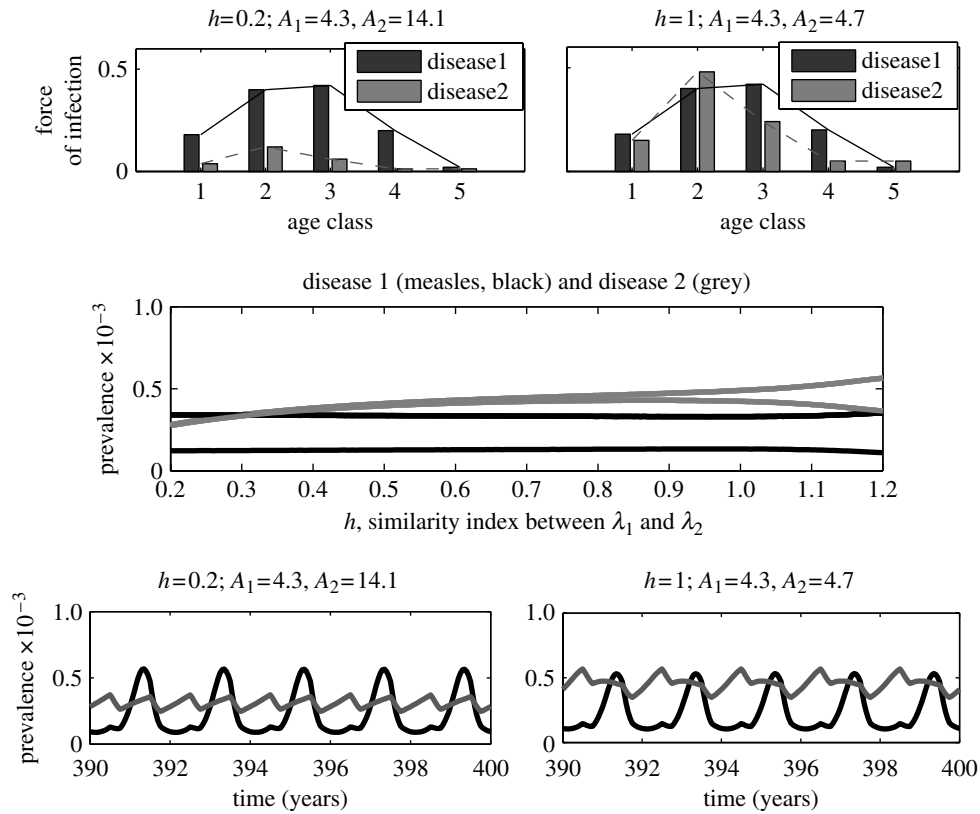 h=0.2; A₁=4.3, A₂=14.1
h=1; A₁=4.3, A₂=4.7
force
of infection
0.5
0
disease1
disease2
disease1
disease2
1 2 3 4 5
1 2 3 4 5
age class
age class
disease 1 (measles, black) and disease 2 (grey)
prevalence ×10⁻³
1.0
0.5
0
0.2 0.3 0.4 0.5 0.6 0.7 0.8 0.9 1.0 1.1 1.2
h, similarity index between λ₁ and λ₂
h=0.2; A₁=4.3, A₂=14.1
h=1; A₁=4.3, A₂=4.7
prevalence ×10⁻³
1.0
0.5
0
1.0
0.5
0
390 392 394 396 398 400
390 392 394 396 398 400
time (years)
time (years)